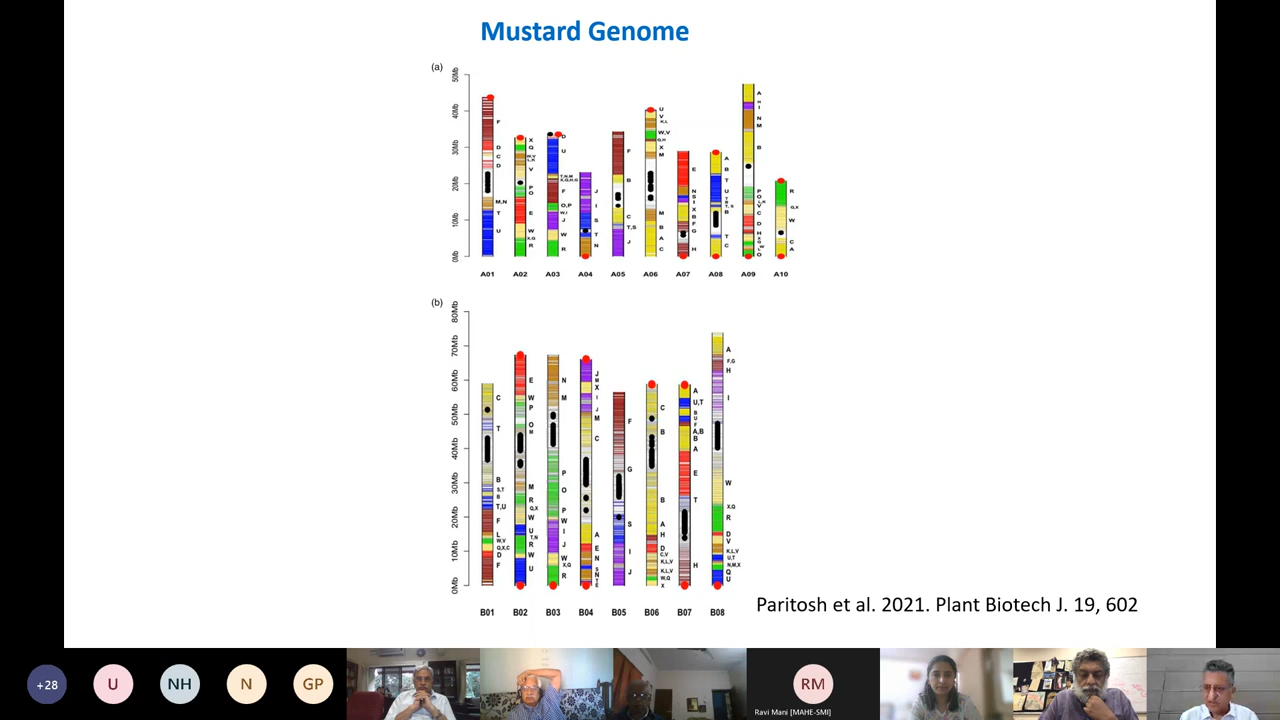 Mustard Genome
(a)
50Mb
40Mb
30Mb
20Mb
10Mb
0Mb
F
D
C
D
M,N
T
U
X
Q
V
P
O
E
W
X,Q
R
D
U
F
O,P
J
W
R
J
I
S
T
N
F
B
C
T,S
J
U
V
K,L
W,V
Q,H
X
M
M
B
A
C
E
N
S
I
X
B
F
G
H
A
B
T
U
B
T
C
A
H
I
N
M
B
P
O
V
C
D
H
R
Q,X
W
C
A
A01 A02 A03 A04 A05 A06 A07 A08 A09 A10
(b)
80Mb
70Mb
60Mb
50Mb
40Mb
30Mb
20Mb
10Mb
0Mb
C
T
B
S,T
B
T,U
F
L
W,V
Q,X,C
D
F
E
W
P
O
M
M
R
Q,X
W
U
T,N
R
W
U
N
M
P
O
P
W
I
J
W
X,Q
R
J
M
X
I
J
M
C
A
E
N
S
N
T
E
F
G
S
I
J
C
B
B
A
H
D
C,V
K,L,V
K,L,V
W,Q
X
A
U,T
B
U
F
A,B
B
A
E
T
H
A
F,G
H
I
W
X,Q
R
D
V
K,L,V
U,T
N,M,X
Q
U
B01 B02 B03 B04 B05 B06 B07 B08
Paritosh et al. 2021. Plant Biotech J. 19, 602
+28
U
NH
N
GP
RM
Ravi Mani [MAHE-SMI]